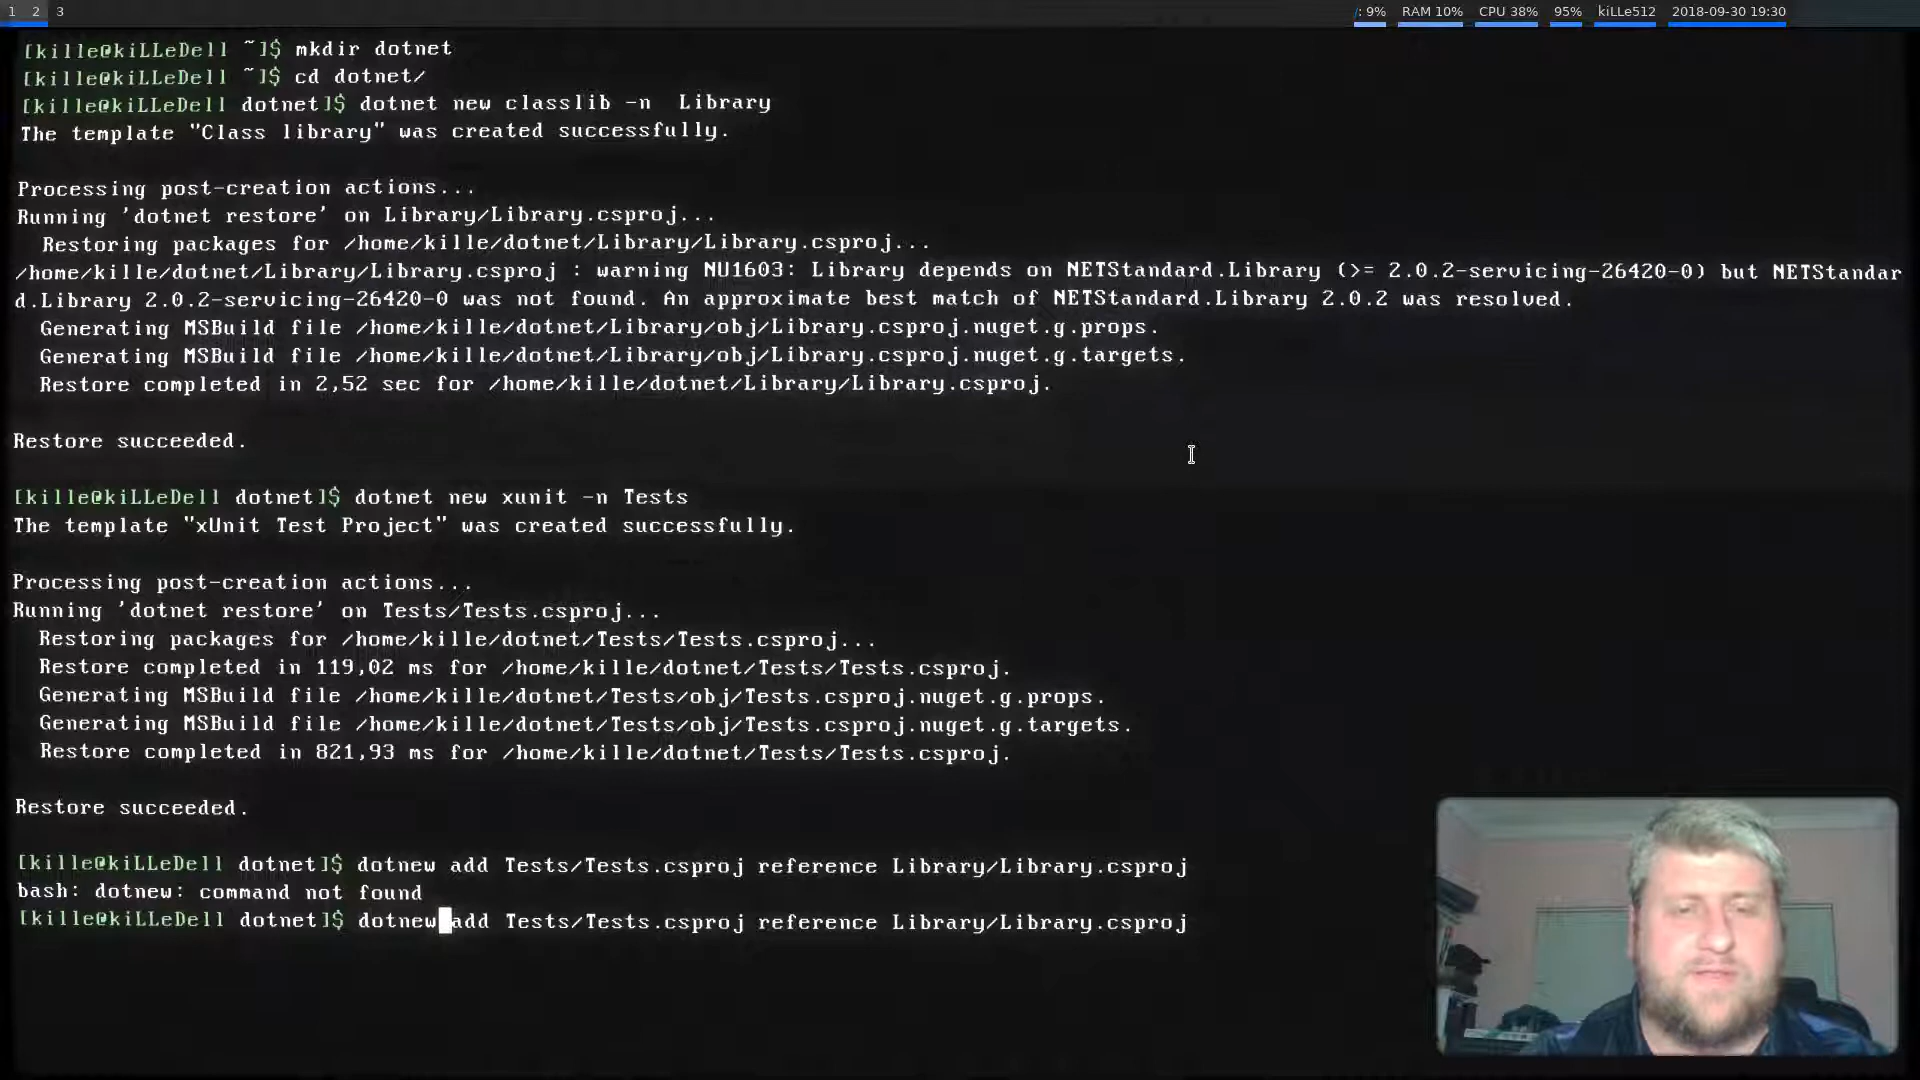 1 2 3 /: 9% RAM 10% CPU 38% 95% kiLLe512 2018-09-30 19:30
[kille@kiLLeDell ~]$ mkdir dotnet
[kille@kiLLeDell ~]$ cd dotnet/
[kille@kiLLeDell dotnet]$ dotnet new classlib -n  Library
The template "Class library" was created successfully.
Processing post-creation actions...
Running 'dotnet restore' on Library/Library.csproj...
  Restoring packages for /home/kille/dotnet/Library/Library.csproj...
/home/kille/dotnet/Library/Library.csproj : warning NU1603: Library depends on NETStandard.Library (>= 2.0.2-servicing-26420-0) but NETStandar
d.Library 2.0.2-servicing-26420-0 was not found. An approximate best match of NETStandard.Library 2.0.2 was resolved.
  Generating MSBuild file /home/kille/dotnet/Library/obj/Library.csproj.nuget.g.props.
  Generating MSBuild file /home/kille/dotnet/Library/obj/Library.csproj.nuget.g.targets.
  Restore completed in 2,52 sec for /home/kille/dotnet/Library/Library.csproj.
Restore succeeded.
[kille@kiLLeDell dotnet]$ dotnet new xunit -n Tests
The template "xUnit Test Project" was created successfully.
Processing post-creation actions...
Running 'dotnet restore' on Tests/Tests.csproj...
  Restoring packages for /home/kille/dotnet/Tests/Tests.csproj...
  Restore completed in 119,02 ms for /home/kille/dotnet/Tests/Tests.csproj.
  Generating MSBuild file /home/kille/dotnet/Tests/obj/Tests.csproj.nuget.g.props.
  Generating MSBuild file /home/kille/dotnet/Tests/obj/Tests.csproj.nuget.g.targets.
  Restore completed in 821,93 ms for /home/kille/dotnet/Tests/Tests.csproj.
Restore succeeded.
[kille@kiLLeDell dotnet]$ dotnew add Tests/Tests.csproj reference Library/Library.csproj
bash: dotnew: command not found
[kille@kiLLeDell dotnet]$ dotnew add Tests/Tests.csproj reference Library/Library.csproj